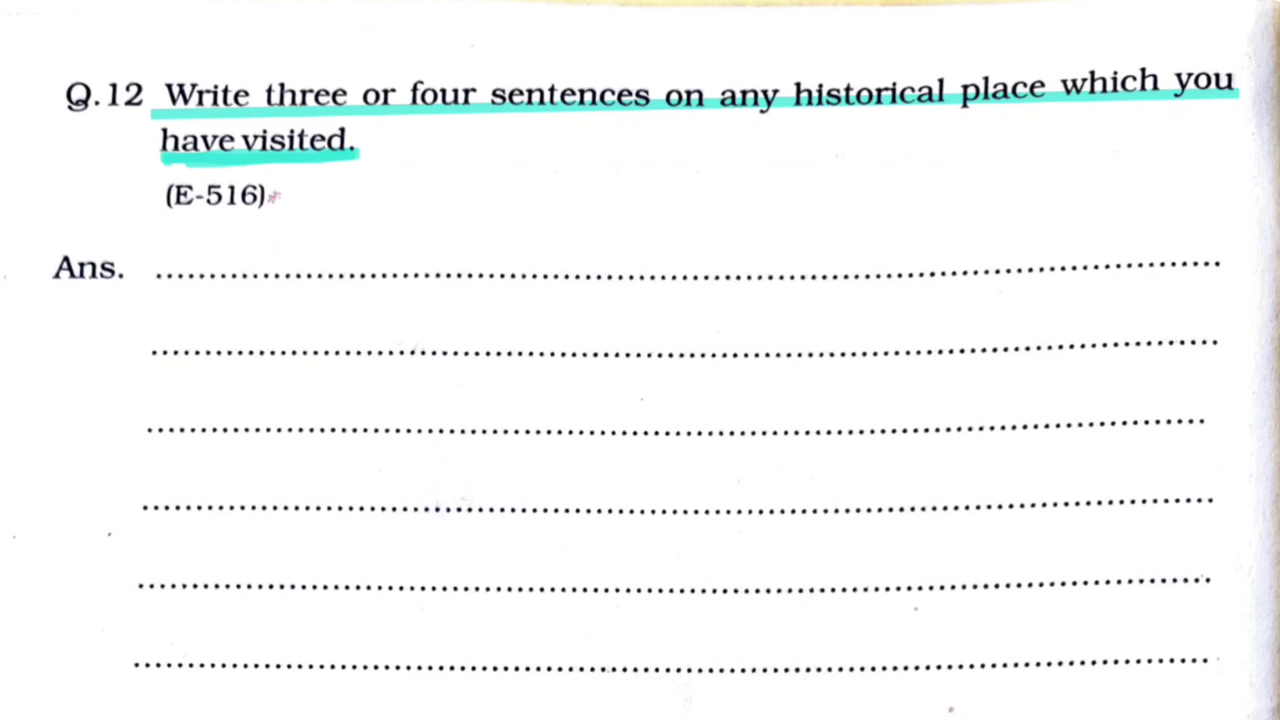 Q.12 Write three or four sentences on any historical place which you
have visited.
(E-516)
Ans. ................................................................................
................................................................................
................................................................................
................................................................................
................................................................................
................................................................................